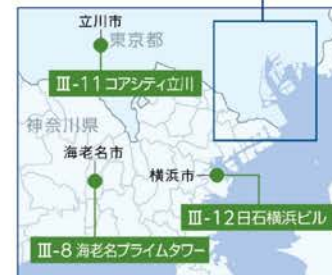 立川市
東京都
Ⅲ-11 コアシティ立川
神奈川県
海老名市
横浜市
Ⅲ-12 日石横浜ビル
Ⅲ-8 海老名プライムタワー